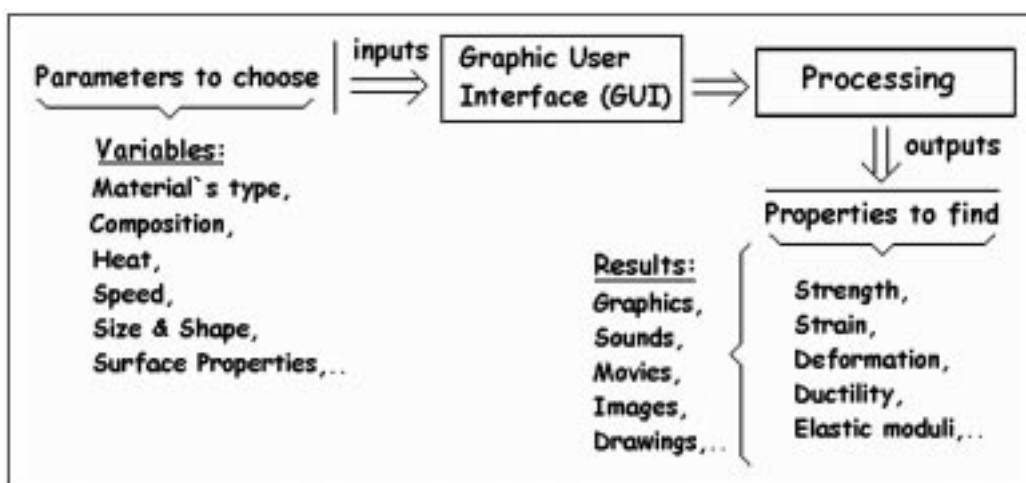 Parameters to choose
inputs
Graphic User
Interface (GUI)
Processing
outputs
Variables:
Material`s type,
Composition,
Heat,
Speed,
Size & Shape,
Surface Properties,..
Properties to find
Results:
Graphics,
Sounds,
Movies,
Images,
Drawings,..
Strength,
Strain,
Deformation,
Ductility,
Elastic moduli,..